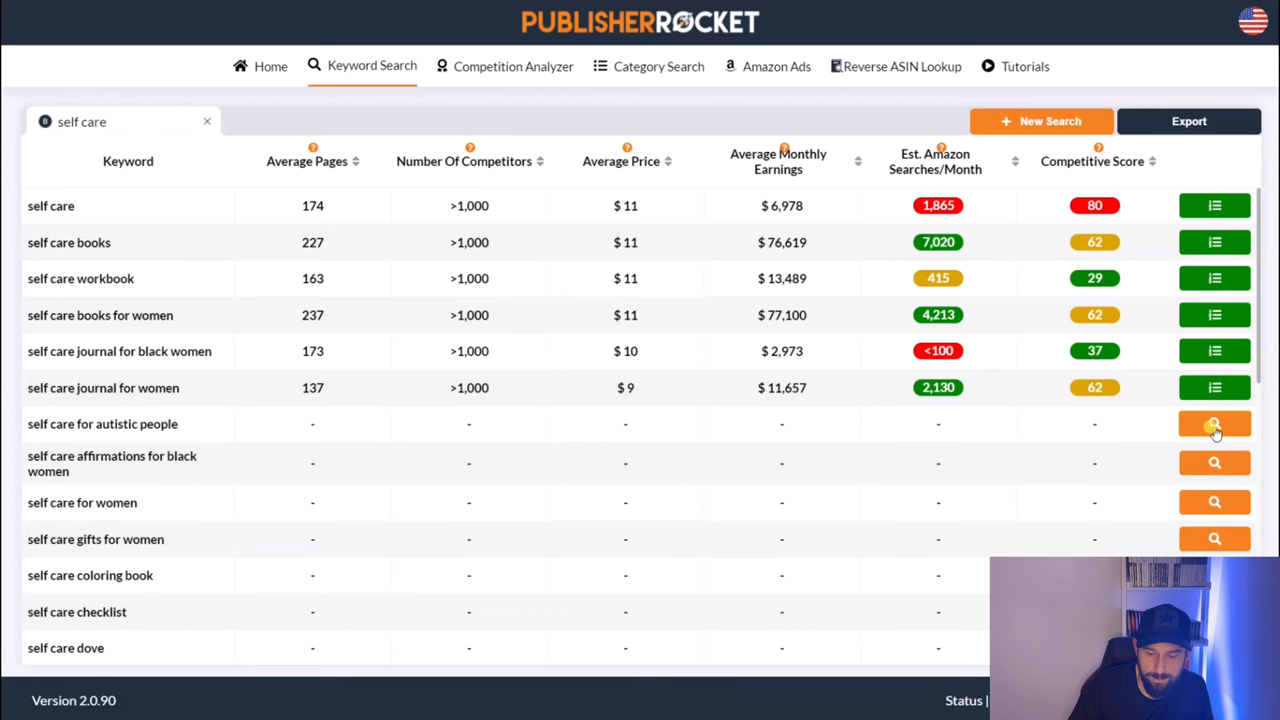 PUBLISHERROCKET
Home
Keyword Search
Competition Analyzer
Category Search
Amazon Ads
Reverse ASIN Lookup
Tutorials
self care
New Search
Export
Keyword
Average Pages
Number Of Competitors
Average Price
Average Monthly
Earnings
Est. Amazon
Searches/Month
Competitive Score
self care 174 >1,000 $ 11 $ 6,978 1,865 80
self care books 227 >1,000 $ 11 $ 76,619 7,020 62
self care workbook 163 >1,000 $ 11 $ 13,489 415 29
self care books for women 237 >1,000 $ 11 $ 77,100 4,213 62
self care journal for black women 173 >1,000 $ 10 $ 2,973 <100 37
self care journal for women 137 >1,000 $ 9 $ 11,657 2,130 62
self care for autistic people - - - - - -
self care affirmations for black
women - - - - - -
self care for women - - - - - -
self care gifts for women - - - - - -
self care coloring book - - - - -
self care checklist - - - - -
self care dove - - - - -
Version 2.0.90
Status |